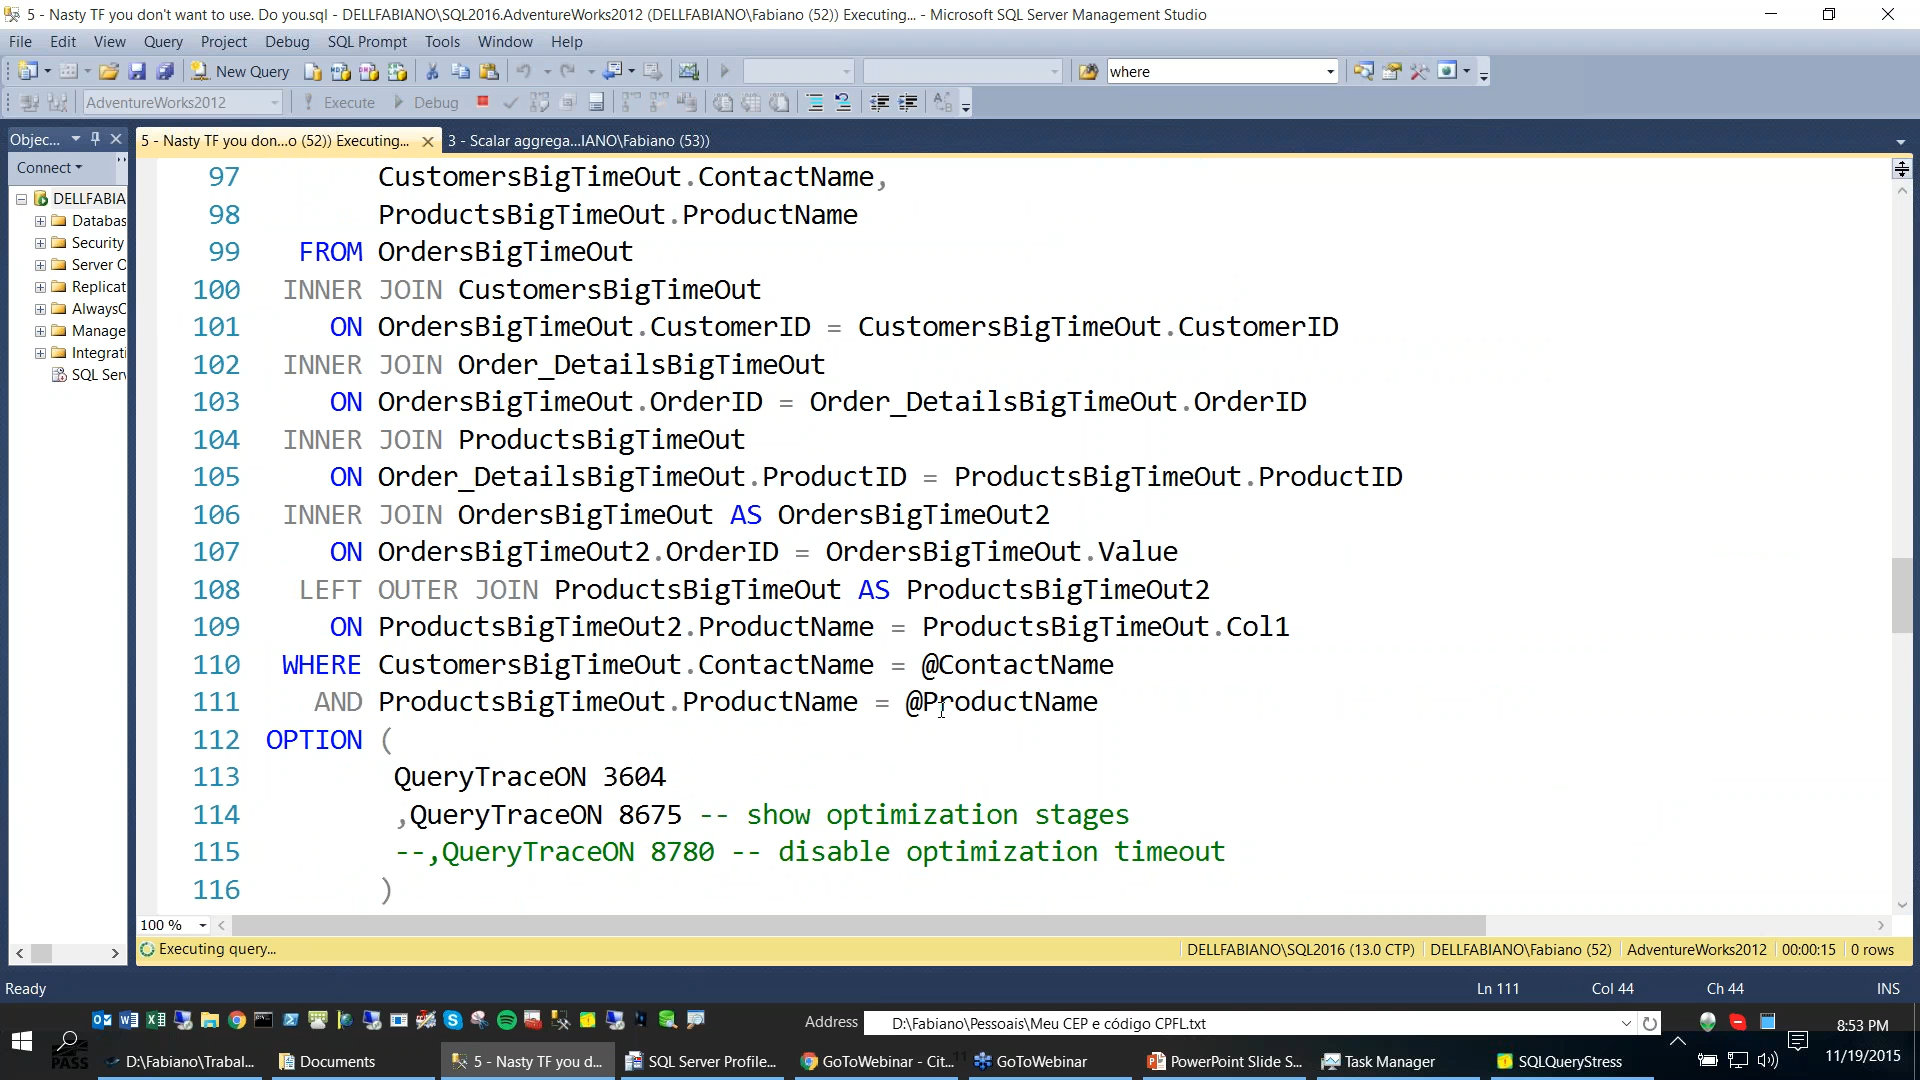 5 - Nasty TF you don't want to use. Do you.sql - DELLFABIANO\SQL2016.AdventureWorks2012 (DELLFABIANO\Fabiano (52)) Executing... - Microsoft SQL Server Management Studio
File Edit View Query Project Debug SQL Prompt Tools Window Help
New Query where
AdventureWorks2012 Execute Debug
Objec... 5 - Nasty TF you don...o (52)) Executing... 3 - Scalar aggrega...IANO\Fabiano (53))
Connect
DELLFABIA
Databas
Security
Server O
Replicat
AlwaysO
Manage
Integrati
SQL Serv
97 CustomersBigTimeOut.ContactName,
98 ProductsBigTimeOut.ProductName
99 FROM OrdersBigTimeOut
100 INNER JOIN CustomersBigTimeOut
101 ON OrdersBigTimeOut.CustomerID = CustomersBigTimeOut.CustomerID
102 INNER JOIN Order_DetailsBigTimeOut
103 ON OrdersBigTimeOut.OrderID = Order_DetailsBigTimeOut.OrderID
104 INNER JOIN ProductsBigTimeOut
105 ON Order_DetailsBigTimeOut.ProductID = ProductsBigTimeOut.ProductID
106 INNER JOIN OrdersBigTimeOut AS OrdersBigTimeOut2
107 ON OrdersBigTimeOut2.OrderID = OrdersBigTimeOut.Value
108 LEFT OUTER JOIN ProductsBigTimeOut AS ProductsBigTimeOut2
109 ON ProductsBigTimeOut2.ProductName = ProductsBigTimeOut.Col1
110 WHERE CustomersBigTimeOut.ContactName = @ContactName
111 AND ProductsBigTimeOut.ProductName = @ProductName
112 OPTION (
113 QueryTraceON 3604
114 ,QueryTraceON 8675 -- show optimization stages
115 --,QueryTraceON 8780 -- disable optimization timeout
116 )
100 %
Executing query... DELLFABIANO\SQL2016 (13.0 CTP) DELLFABIANO\Fabiano (52) AdventureWorks2012 00:00:15 0 rows
Ready Ln 111 Col 44 Ch 44 INS
Address D:\Fabiano\Pessoais\Meu CEP e código CPFL.txt
8:53 PM
PASS D:\Fabiano\Trabal... Documents 5 - Nasty TF you d... SQL Server Profile... GoToWebinar - Cit... GoToWebinar PowerPoint Slide S... Task Manager SQLQueryStress
11/19/2015